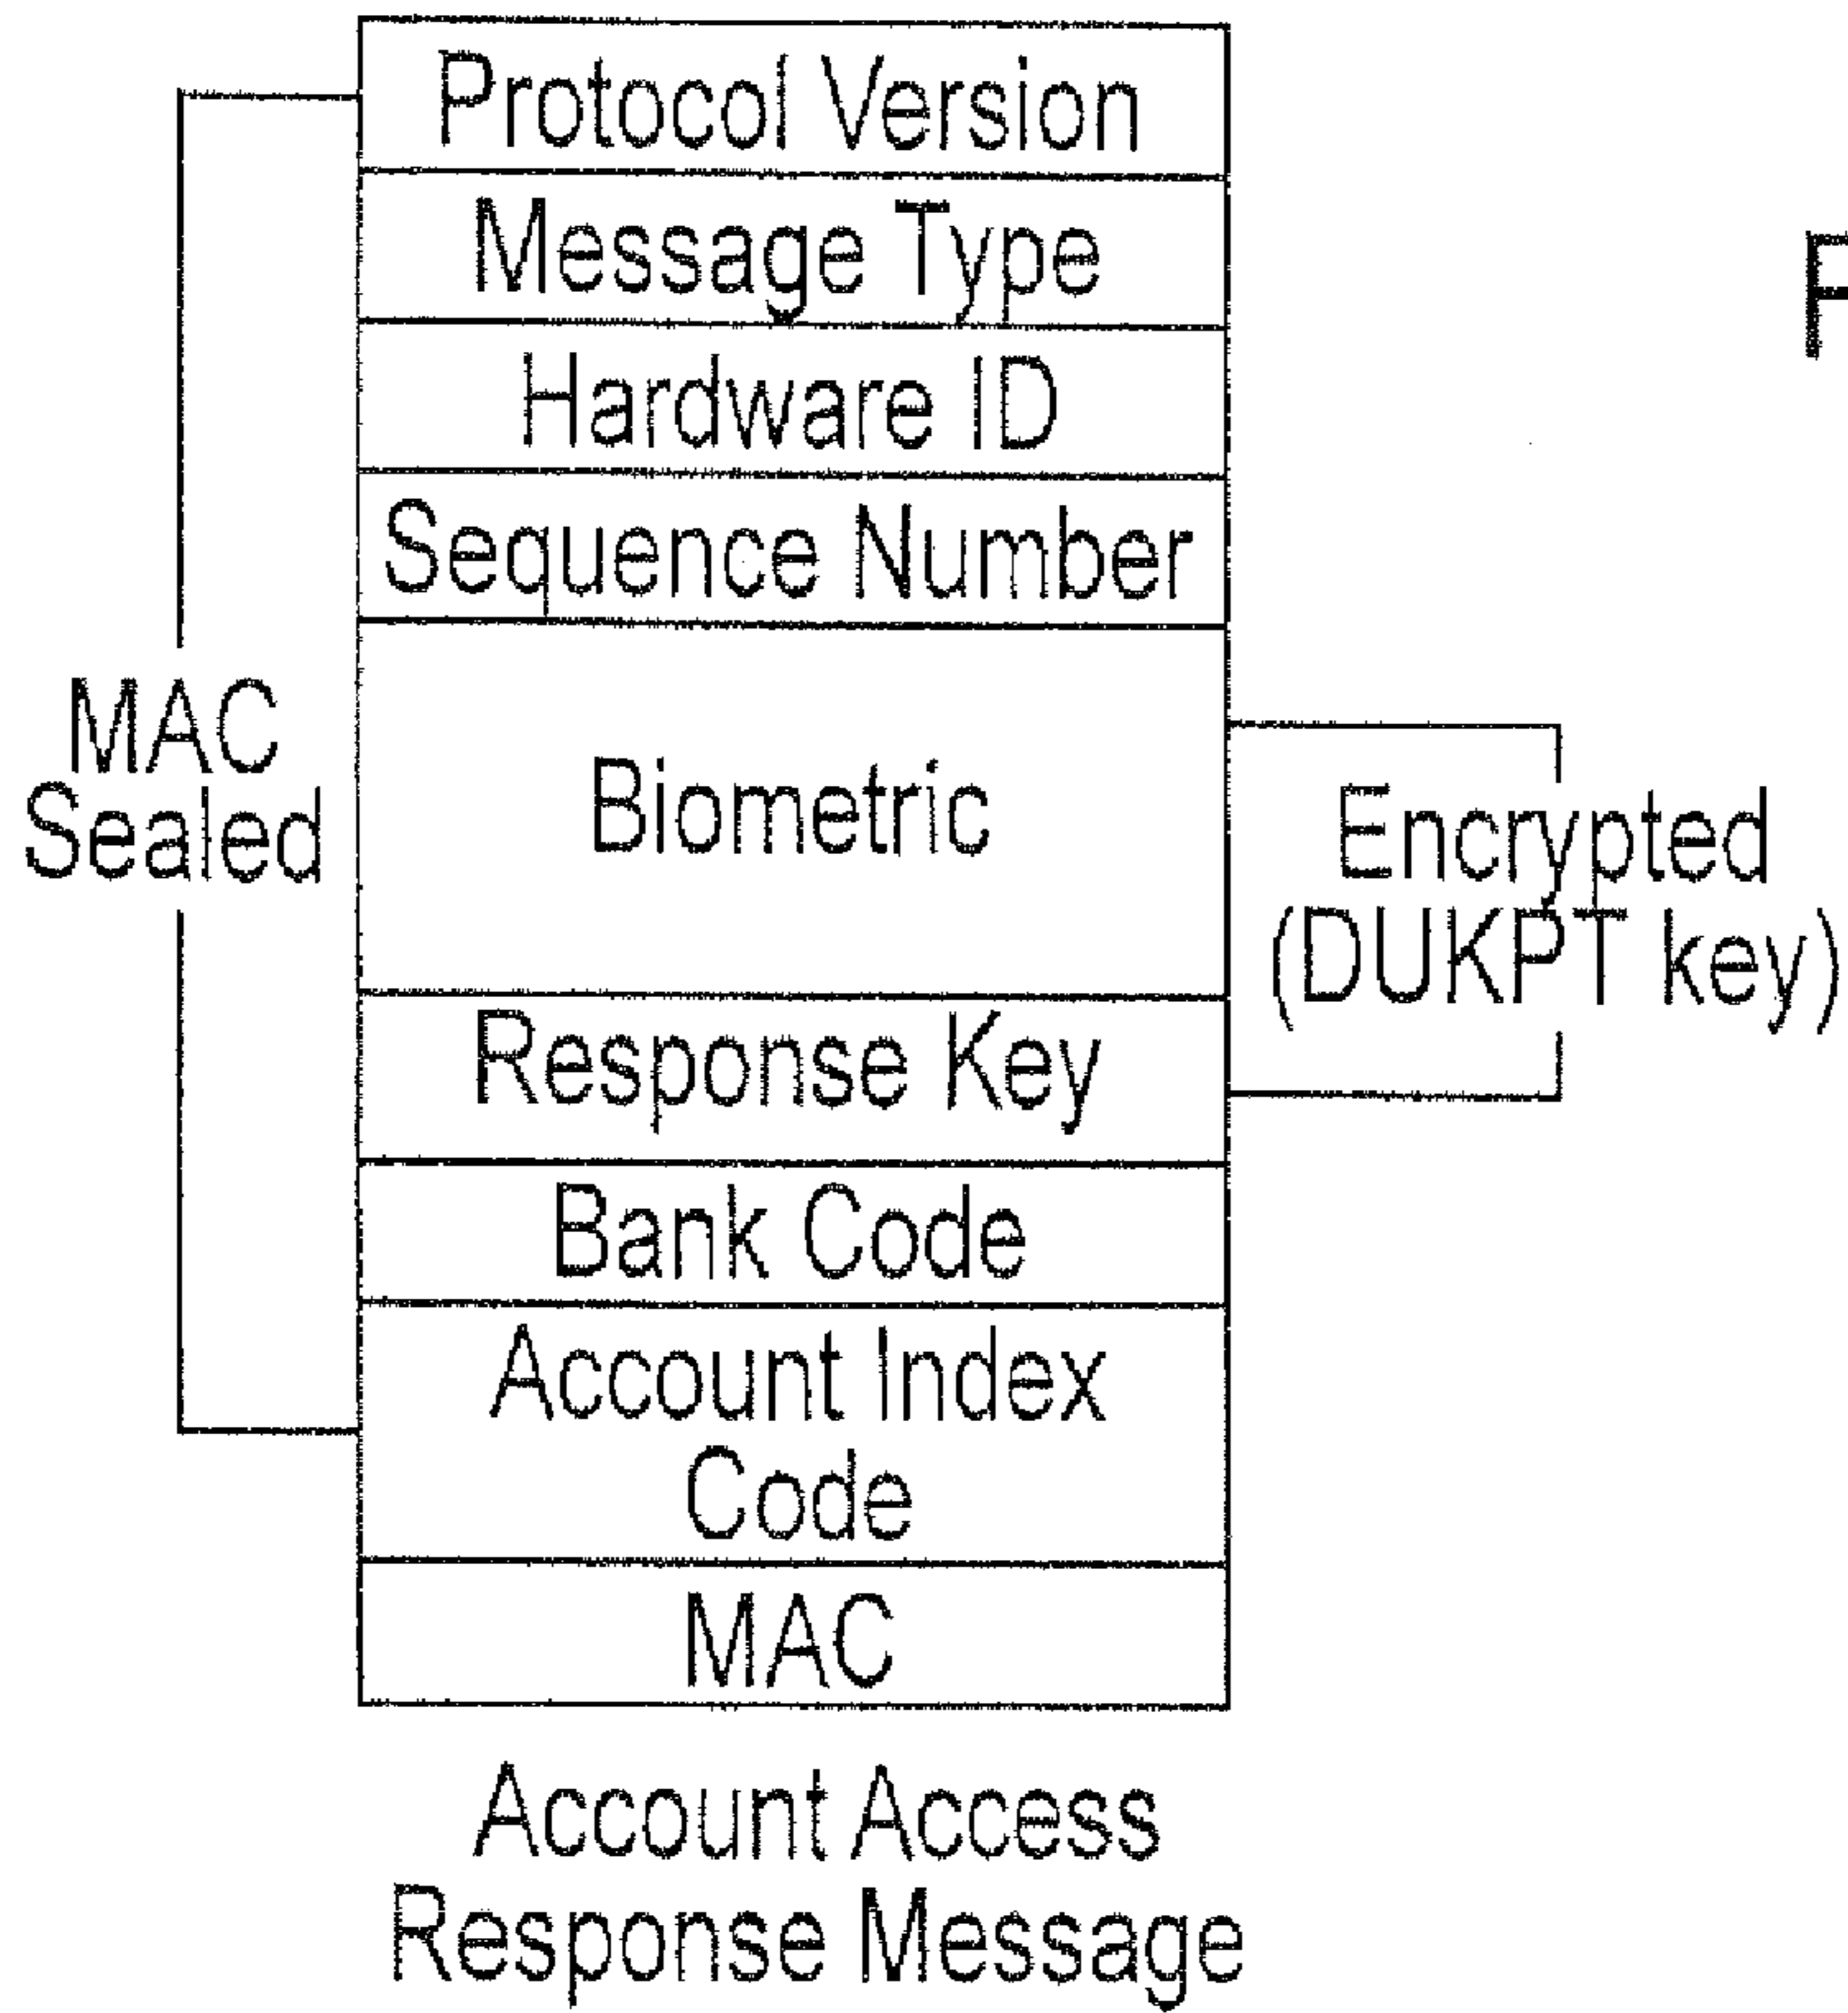 Protocol Version
Message Type
Hardware ID
Sequence Number
MAC
Sealed
Biometric
Encrypted
(DUKPT key)
Response Key
Bank Code
Account Index
Code
MAC
Account Access
Response Message
F